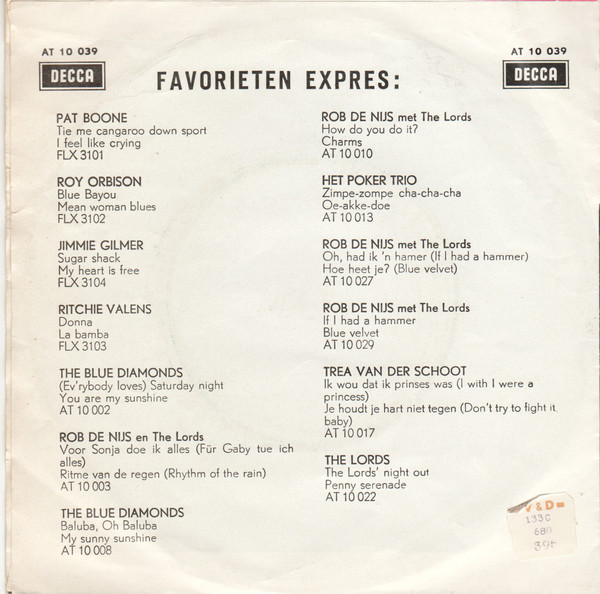 AT 10 039
DECCA
FAVORIETEN EXPRES:
AT 10 039
DECCA
PAT BOONE
Tie me cangaroo down sport
I feel like crying
FLX 3101
ROY ORBISON
Blue Bayou
Mean woman blues
FLX 3102
JIMMIE GILMER
Sugar shack
My heart is free
FLX 3104
RITCHIE VALENS
Donna
La bamba
FLX 3103
THE BLUE DIAMONDS
(Ev'rybody loves) Saturday night
You are my sunshine
AT 10 002
ROB DE NIJS en The Lords
Voor Sonja doe ik alles (Für Gaby tue ich
alles)
Ritme van de regen (Rhythm of the rain)
AT 10 003
THE BLUE DIAMONDS
Baluba, Oh Baluba
My sunny sunshine
AT 10 008
ROB DE NIJS met The Lords
How do you do it?
Charms
AT 10 010
HET POKER TRIO
Zimpe-zompe cha-cha-cha
Oe-akke-doe
AT 10 013
ROB DE NIJS met The Lords
Oh, had ik 'n hamer (If I had a hammer)
Hoe heet je? (Blue velvet)
AT 10 027
ROB DE NIJS met The Lords
If I had a hammer
Blue velvet
AT 10 029
TREA VAN DER SCHOOT
Ik wou dat ik prinses was (I with I were a
princess)
Je houdt je hart niet tegen (Don't try to fight it,
baby)
AT 10 017
THE LORDS
The Lords' night out
Penny serenade
AT 10 022
V & D
680